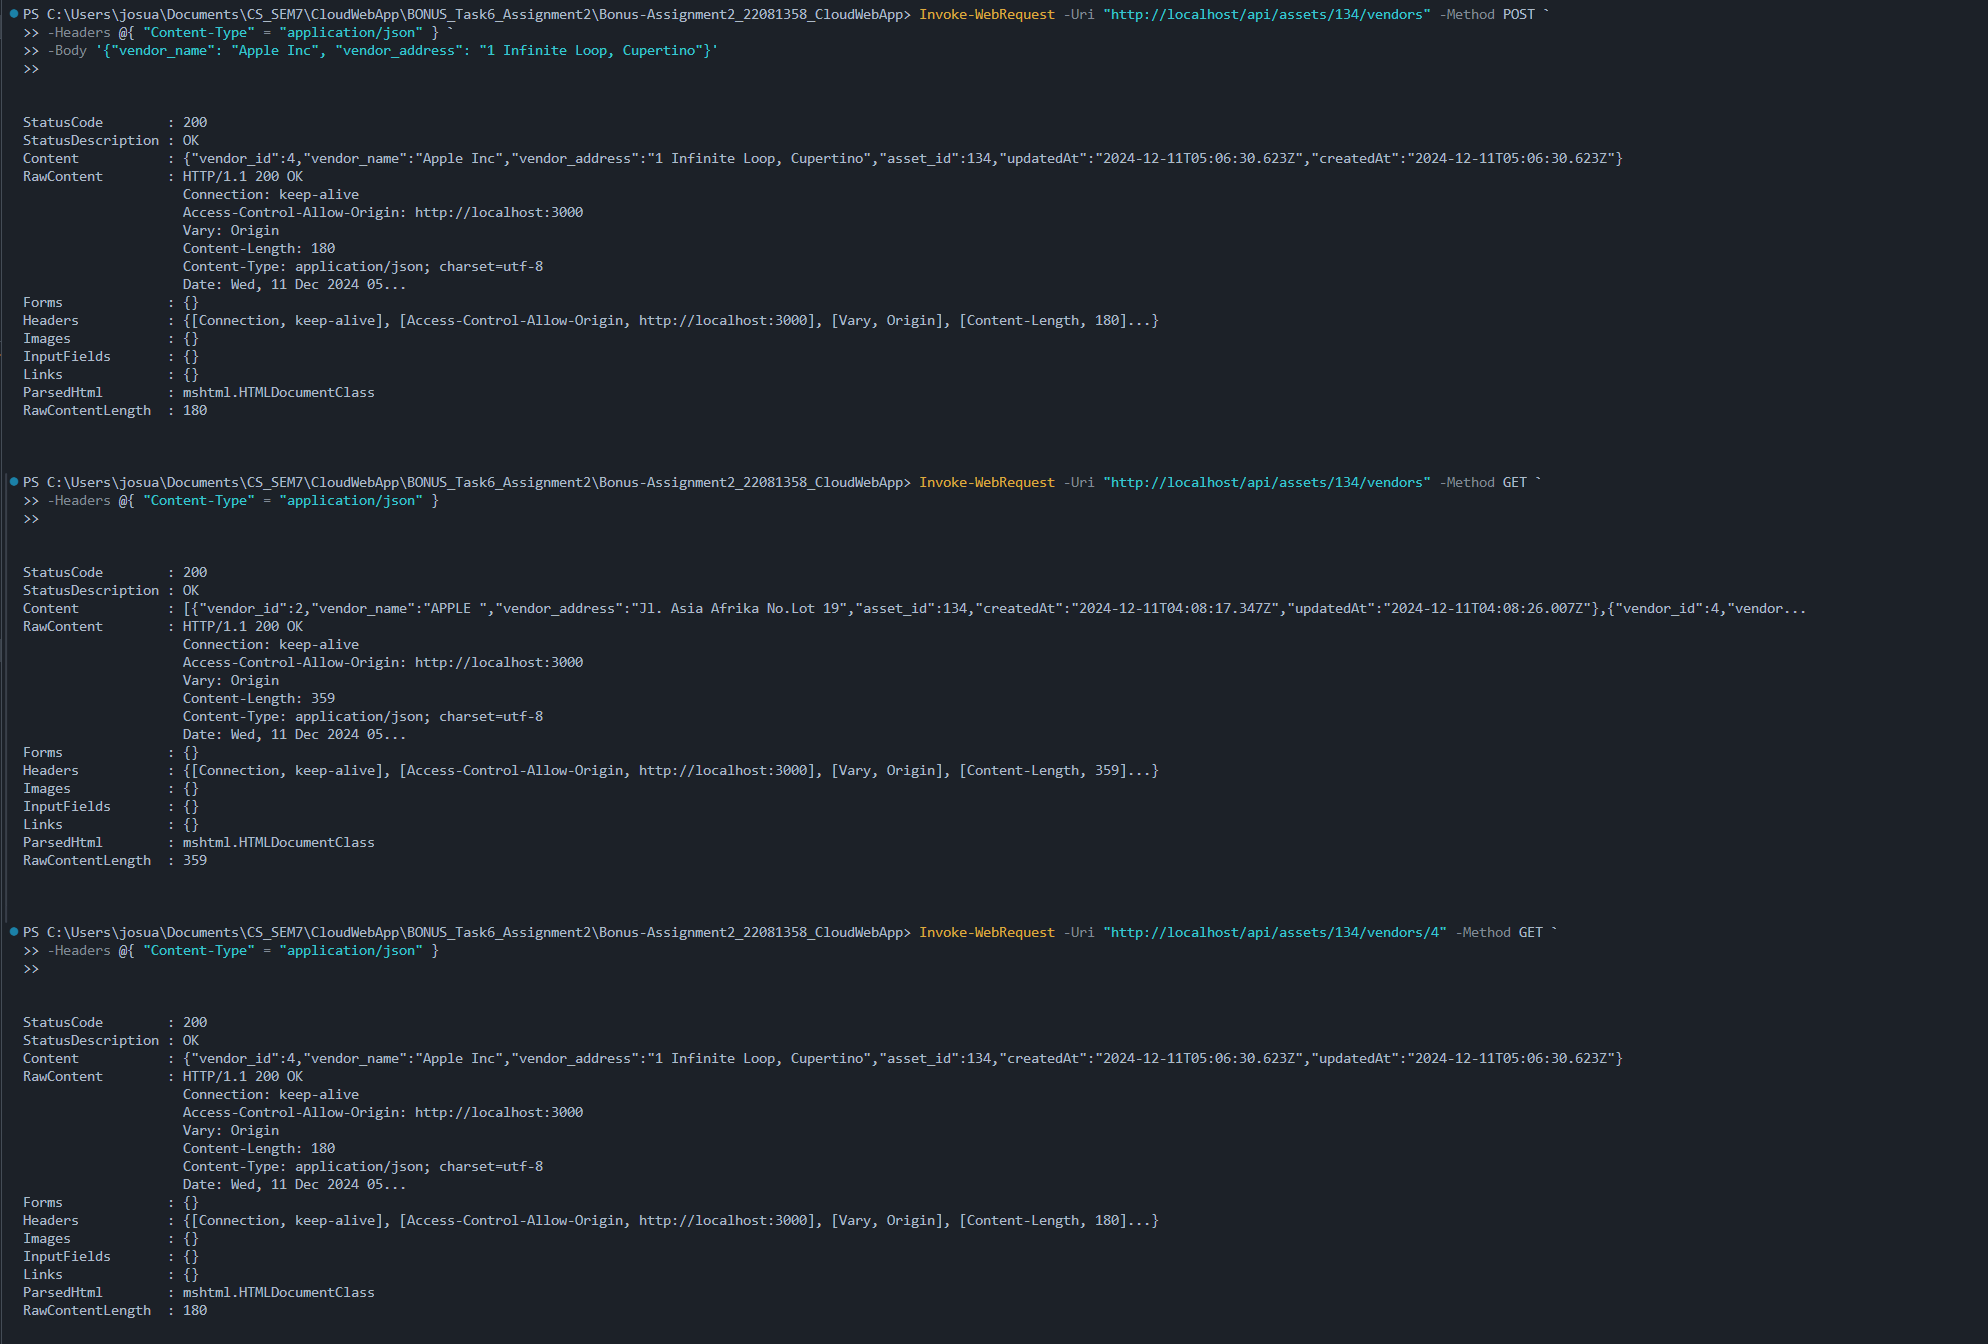 PS C:\Users\josua\Documents\CS_SEM7\CloudWebApp\BONUS_Task6_Assignment2\Bonus-Assignment2_22081358_CloudWebApp> Invoke-WebRequest -Uri "http://localhost/api/assets/134/vendors" -Method POST `
>> -Headers @{ "Content-Type" = "application/json" } `
>> -Body '{"vendor_name": "Apple Inc", "vendor_address": "1 Infinite Loop, Cupertino"}'
>>
StatusCode        : 200
StatusDescription : OK
Content           : {"vendor_id":4,"vendor_name":"Apple Inc","vendor_address":"1 Infinite Loop, Cupertino","asset_id":134,"updatedAt":"2024-12-11T05:06:30.623Z","createdAt":"2024-12-11T05:06:30.623Z"}
RawContent        : HTTP/1.1 200 OK
                    Connection: keep-alive
                    Access-Control-Allow-Origin: http://localhost:3000
                    Vary: Origin
                    Content-Length: 180
                    Content-Type: application/json; charset=utf-8
                    Date: Wed, 11 Dec 2024 05...
Forms             : {}
Headers           : {[Connection, keep-alive], [Access-Control-Allow-Origin, http://localhost:3000], [Vary, Origin], [Content-Length, 180]...}
Images            : {}
InputFields       : {}
Links             : {}
ParsedHtml        : mshtml.HTMLDocumentClass
RawContentLength  : 180
PS C:\Users\josua\Documents\CS_SEM7\CloudWebApp\BONUS_Task6_Assignment2\Bonus-Assignment2_22081358_CloudWebApp> Invoke-WebRequest -Uri "http://localhost/api/assets/134/vendors" -Method GET `
>> -Headers @{ "Content-Type" = "application/json" }
>>
StatusCode        : 200
StatusDescription : OK
Content           : [{"vendor_id":2,"vendor_name":"APPLE ","vendor_address":"Jl. Asia Afrika No.Lot 19","asset_id":134,"createdAt":"2024-12-11T04:08:17.347Z","updatedAt":"2024-12-11T04:08:26.007Z"},{"vendor_id":4,"vendor...
RawContent        : HTTP/1.1 200 OK
                    Connection: keep-alive
                    Access-Control-Allow-Origin: http://localhost:3000
                    Vary: Origin
                    Content-Length: 359
                    Content-Type: application/json; charset=utf-8
                    Date: Wed, 11 Dec 2024 05...
Forms             : {}
Headers           : {[Connection, keep-alive], [Access-Control-Allow-Origin, http://localhost:3000], [Vary, Origin], [Content-Length, 359]...}
Images            : {}
InputFields       : {}
Links             : {}
ParsedHtml        : mshtml.HTMLDocumentClass
RawContentLength  : 359
PS C:\Users\josua\Documents\CS_SEM7\CloudWebApp\BONUS_Task6_Assignment2\Bonus-Assignment2_22081358_CloudWebApp> Invoke-WebRequest -Uri "http://localhost/api/assets/134/vendors/4" -Method GET `
>> -Headers @{ "Content-Type" = "application/json" }
>>
StatusCode        : 200
StatusDescription : OK
Content           : {"vendor_id":4,"vendor_name":"Apple Inc","vendor_address":"1 Infinite Loop, Cupertino","asset_id":134,"createdAt":"2024-12-11T05:06:30.623Z","updatedAt":"2024-12-11T05:06:30.623Z"}
RawContent        : HTTP/1.1 200 OK
                    Connection: keep-alive
                    Access-Control-Allow-Origin: http://localhost:3000
                    Vary: Origin
                    Content-Length: 180
                    Content-Type: application/json; charset=utf-8
                    Date: Wed, 11 Dec 2024 05...
Forms             : {}
Headers           : {[Connection, keep-alive], [Access-Control-Allow-Origin, http://localhost:3000], [Vary, Origin], [Content-Length, 180]...}
Images            : {}
InputFields       : {}
Links             : {}
ParsedHtml        : mshtml.HTMLDocumentClass
RawContentLength  : 180